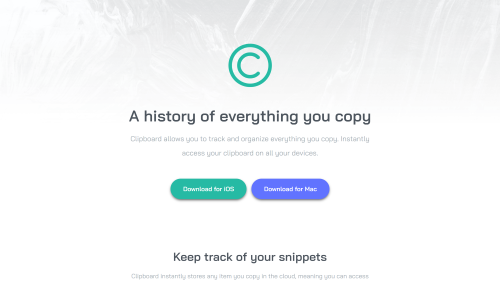 ©
A history of everything you copy
Clipboard allows you to track and organize everything you copy. Instantly
access your clipboard on all your devices.
Download for iOS
Download for Mac
Keep track of your snippets
Clipboard instantly stores any item you copy in the cloud, meaning you can access